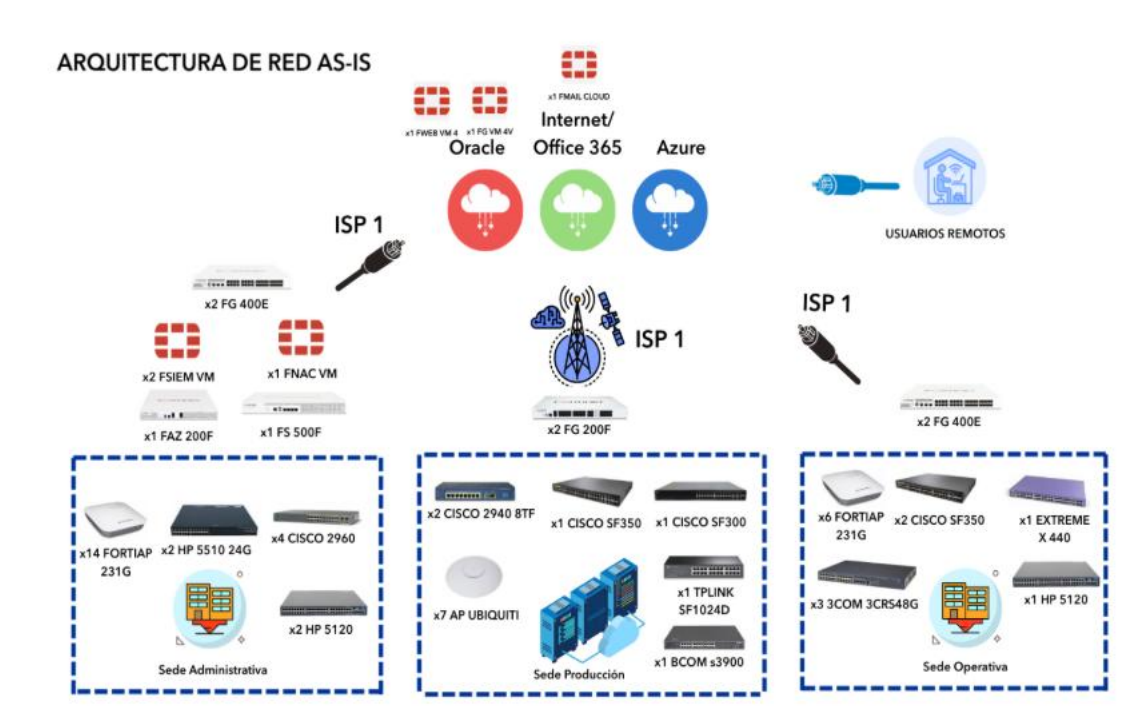 ARQUITECTURA DE RED AS-IS
x1 FMAIL CLOUD
x1 FWEB VM 4
x1 FG VM 4V
Oracle
Internet/
Office 365
Azure
USUARIOS REMOTOS
ISP 1
x2 FG 400E
x2 FSIEM VM
x1 FNAC VM
x1 FAZ 200F
x1 FS 500F
ISP 1
x2 FG 200F
ISP 1
x2 FG 400E
x14 FORTIAP
231G
x2 HP 5510 24G
x4 CISCO 2960
x2 HP 5120
Sede Administrativa
x2 CISCO 2940 8TF
x1 CISCO SF350
x1 CISCO SF300
x7 AP UBIQUITI
x1 TPLINK
SF1024D
x1 BCOM s3900
Sede Producción
x6 FORTIAP
231G
x2 CISCO SF350
x1 EXTREME
X 440
x3 3COM 3CRS48G
x1 HP 5120
Sede Operativa